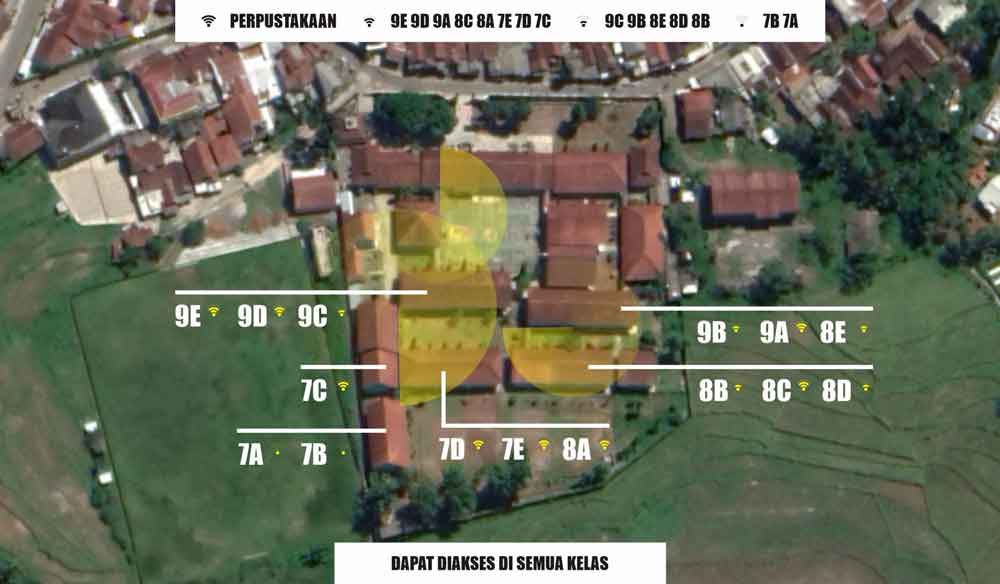 PERPUSTAKAAN 9E 9D 9A 8C 8A 7E 7D 7C 9C 9B 8E 8D 8B 7B 7A
9E 9D 9C
9B 9A 8E
7C
8B 8C 8D
7A 7B
7D 7E 8A
DAPAT DIAKSES DI SEMUA KELAS